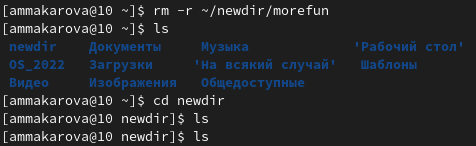 [ammakarova@10 ~]$ rm -r ~/newdir/morefun
[ammakarova@10 ~]$ ls
newdir Документы Музыка 'Рабочий стол'
OS_2022 Загрузки 'На всякий случай' Шаблоны
Видео Изображения Общедоступные
[ammakarova@10 ~]$ cd newdir
[ammakarova@10 newdir]$ ls
[ammakarova@10 newdir]$ ls